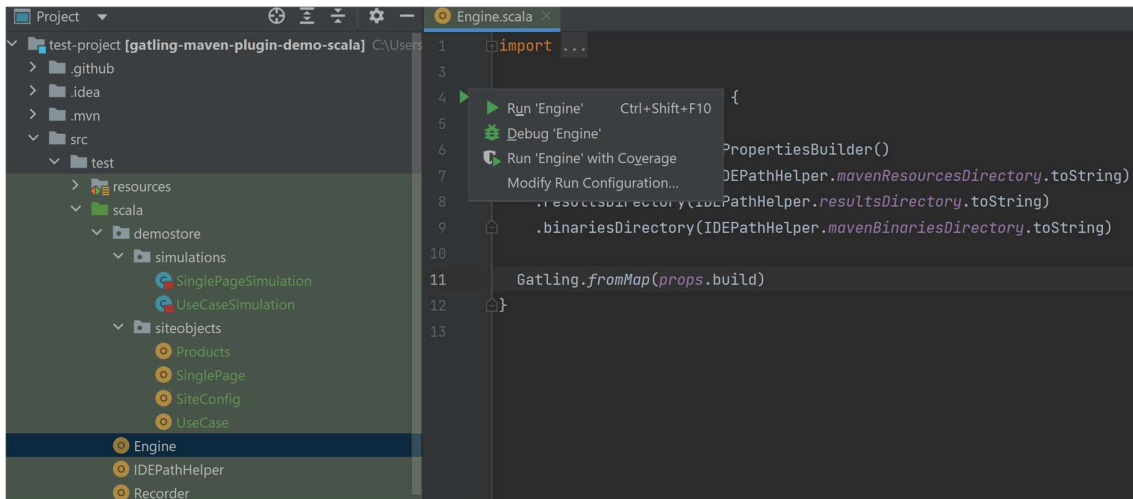 Project
test-project [gatling-maven-plugin-demo-scala] C:\Users
.github
.idea
.mvn
src
test
resources
scala
demostore
simulations
SinglePageSimulation
UseCaseSimulation
siteobjects
Products
SinglePage
SiteConfig
UseCase
Engine
IDEPathHelper
Recorder
Engine.scala
1 import ...
3
4 {
Run 'Engine' Ctrl+Shift+F10
5
Debug 'Engine'
6 PropertiesBuilder()
Run 'Engine' with Coverage
7 IDEPathHelper.mavenResourcesDirectory.toString)
Modify Run Configuration...
8 .resultsDirectory(IDEPathHelper.resultsDirectory.toString)
9 .binariesDirectory(IDEPathHelper.mavenBinariesDirectory.toString)
10
11 Gatling.fromMap(props.build)
12 }
13